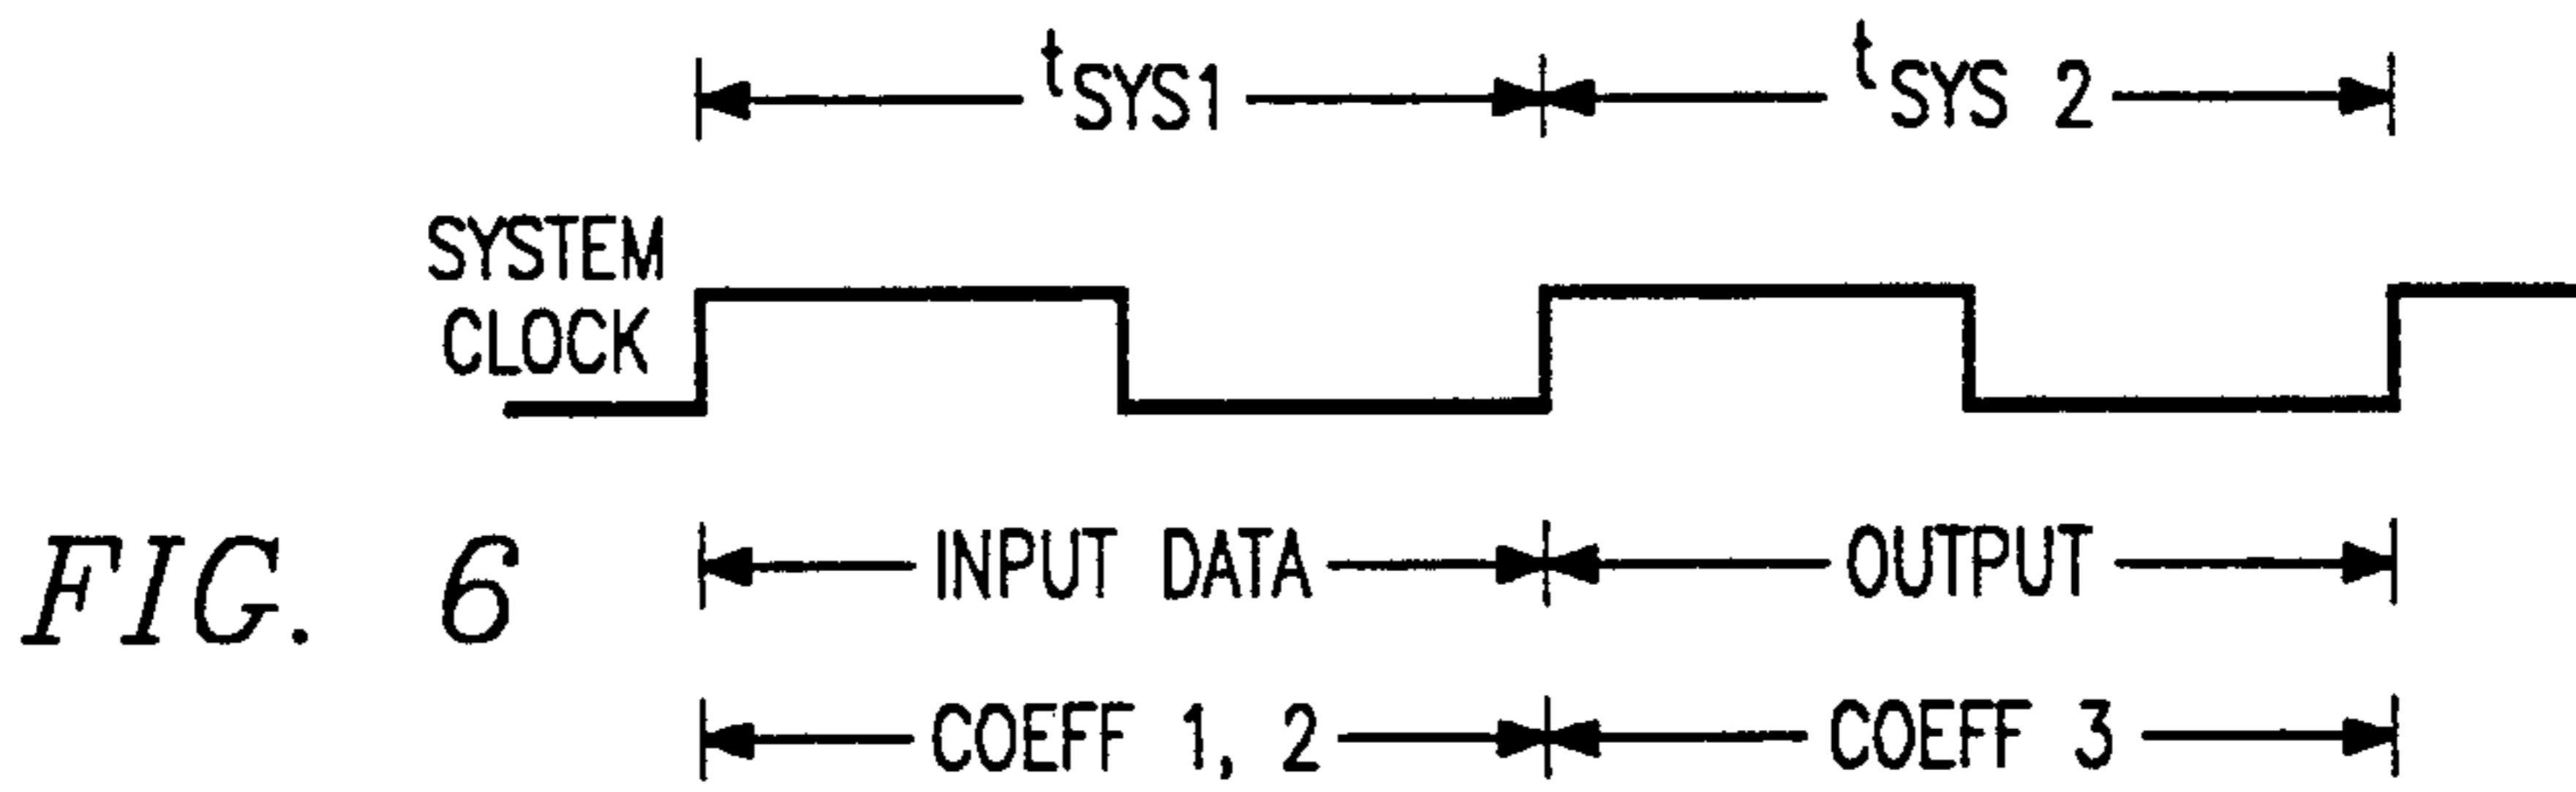 tSYS1 tSYS 2
SYSTEM
CLOCK
INPUT DATA OUTPUT
FIG. 6
COEFF 1, 2 COEFF 3